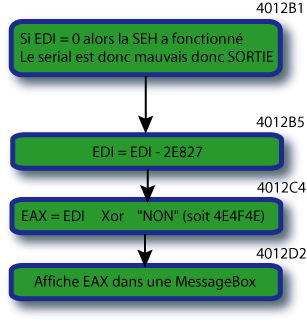 4012B1
Si EDI = 0 alors la SEH a fonctionné
Le serial est donc mauvais donc SORTIE
4012B5
EDI = EDI - 2E827
4012C4
EAX = EDI Xor "NON" (soit 4E4F4E)
4012D2
Affiche EAX dans une MessageBox